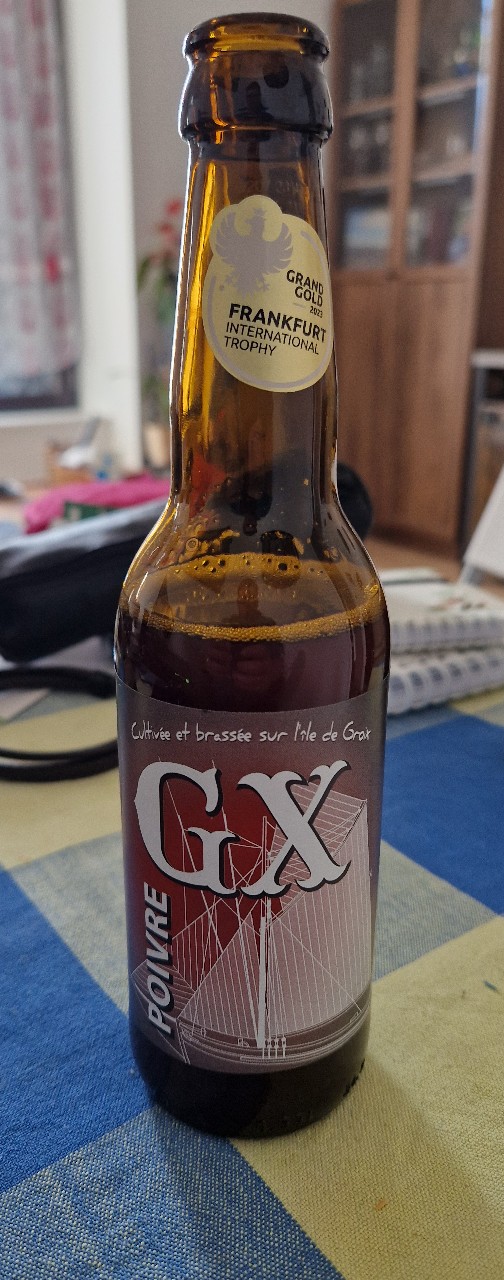 GRAND
GOLD
2023
FRANKFURT
INTERNATIONAL
TROPHY
Cultivée et brassée sur l'île de Groix
GX
POIVRE